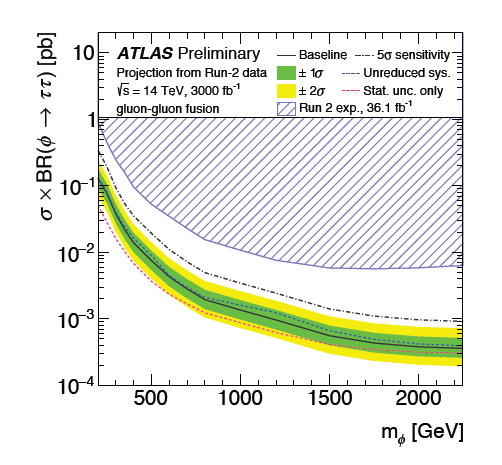 σ × BR(ϕ → ττ) [pb]
10
1
10⁻¹
10⁻²
10⁻³
10⁻⁴
ATLAS Preliminary
Projection from Run-2 data
√s = 14 TeV, 3000 fb⁻¹
gluon-gluon fusion
Baseline
5σ sensitivity
± 1σ
Unreduced sys.
± 2σ
Stat. unc. only
Run 2 exp., 36.1 fb⁻¹
500
1000
1500
2000
m_ϕ [GeV]